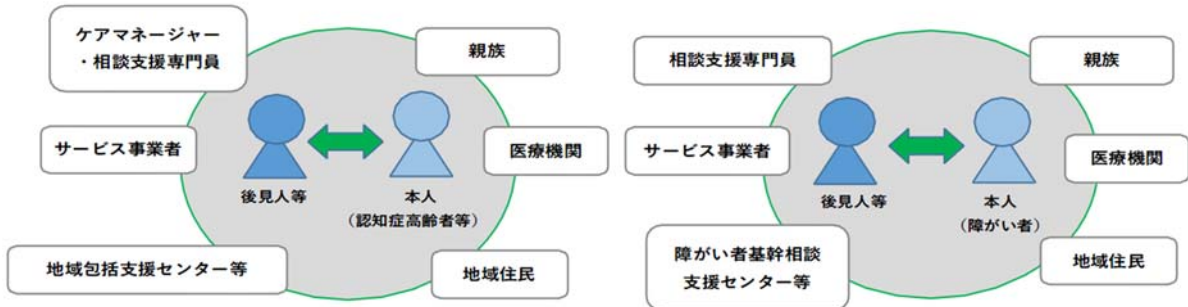 ケアマネージャー
・相談支援専門員
親族
サービス事業者
医療機関
後見人等
本人
（認知症高齢者等）
地域包括支援センター等
地域住民
相談支援専門員
親族
サービス事業者
医療機関
後見人等
本人
（障がい者）
障がい者基幹相談
支援センター等
地域住民